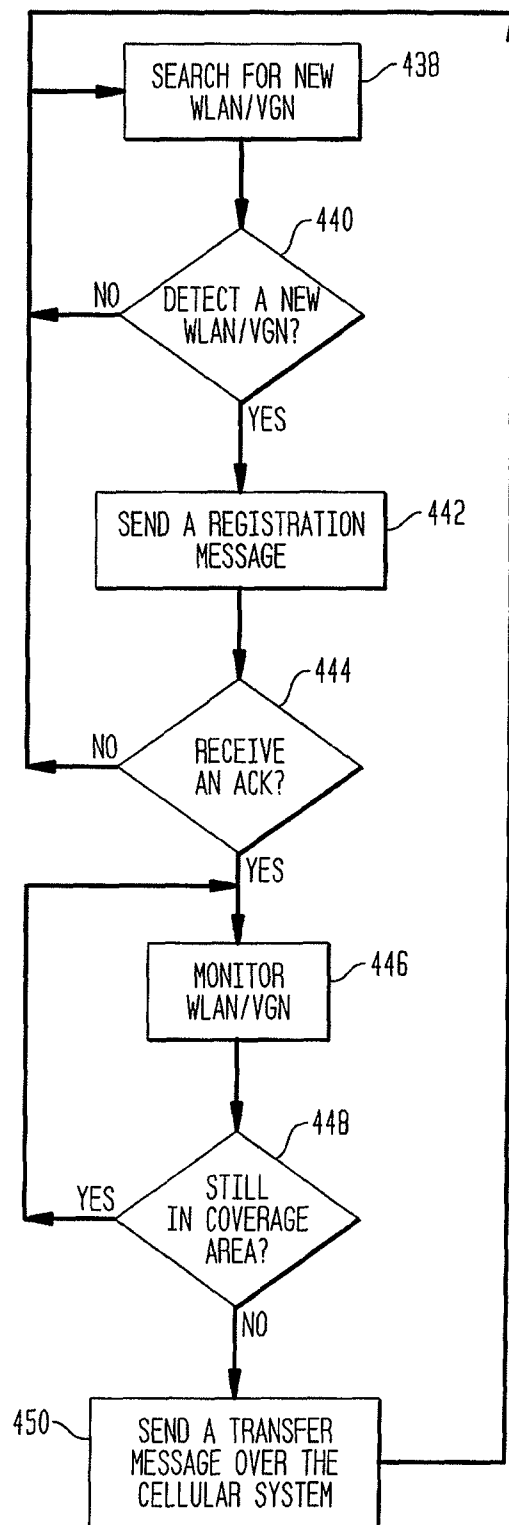 SEARCH FOR NEW
WLAN/VGN
438
440
NO
DETECT A NEW
WLAN/VGN?
YES
SEND A REGISTRATION
MESSAGE
442
444
NO
RECEIVE
AN ACK?
YES
MONITOR
WLAN/VGN
446
448
YES
STILL
IN COVERAGE
AREA?
NO
450
SEND A TRANSFER
MESSAGE OVER THE
CELLULAR SYSTEM